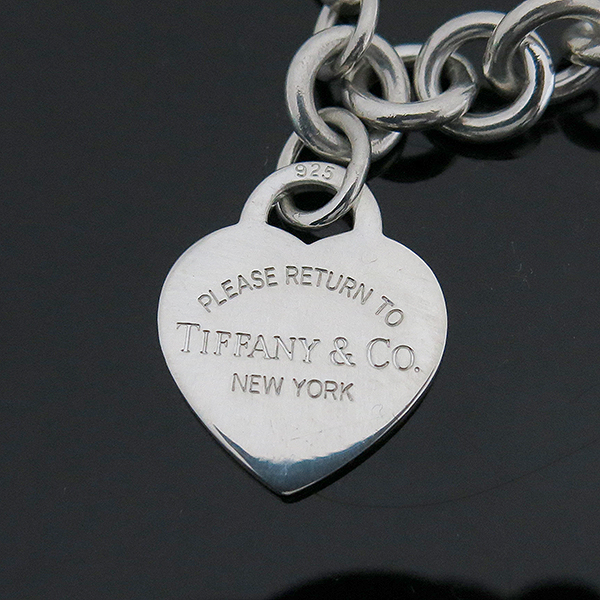 925
PLEASE RETURN TO
TIFFANY & CO.
NEW YORK